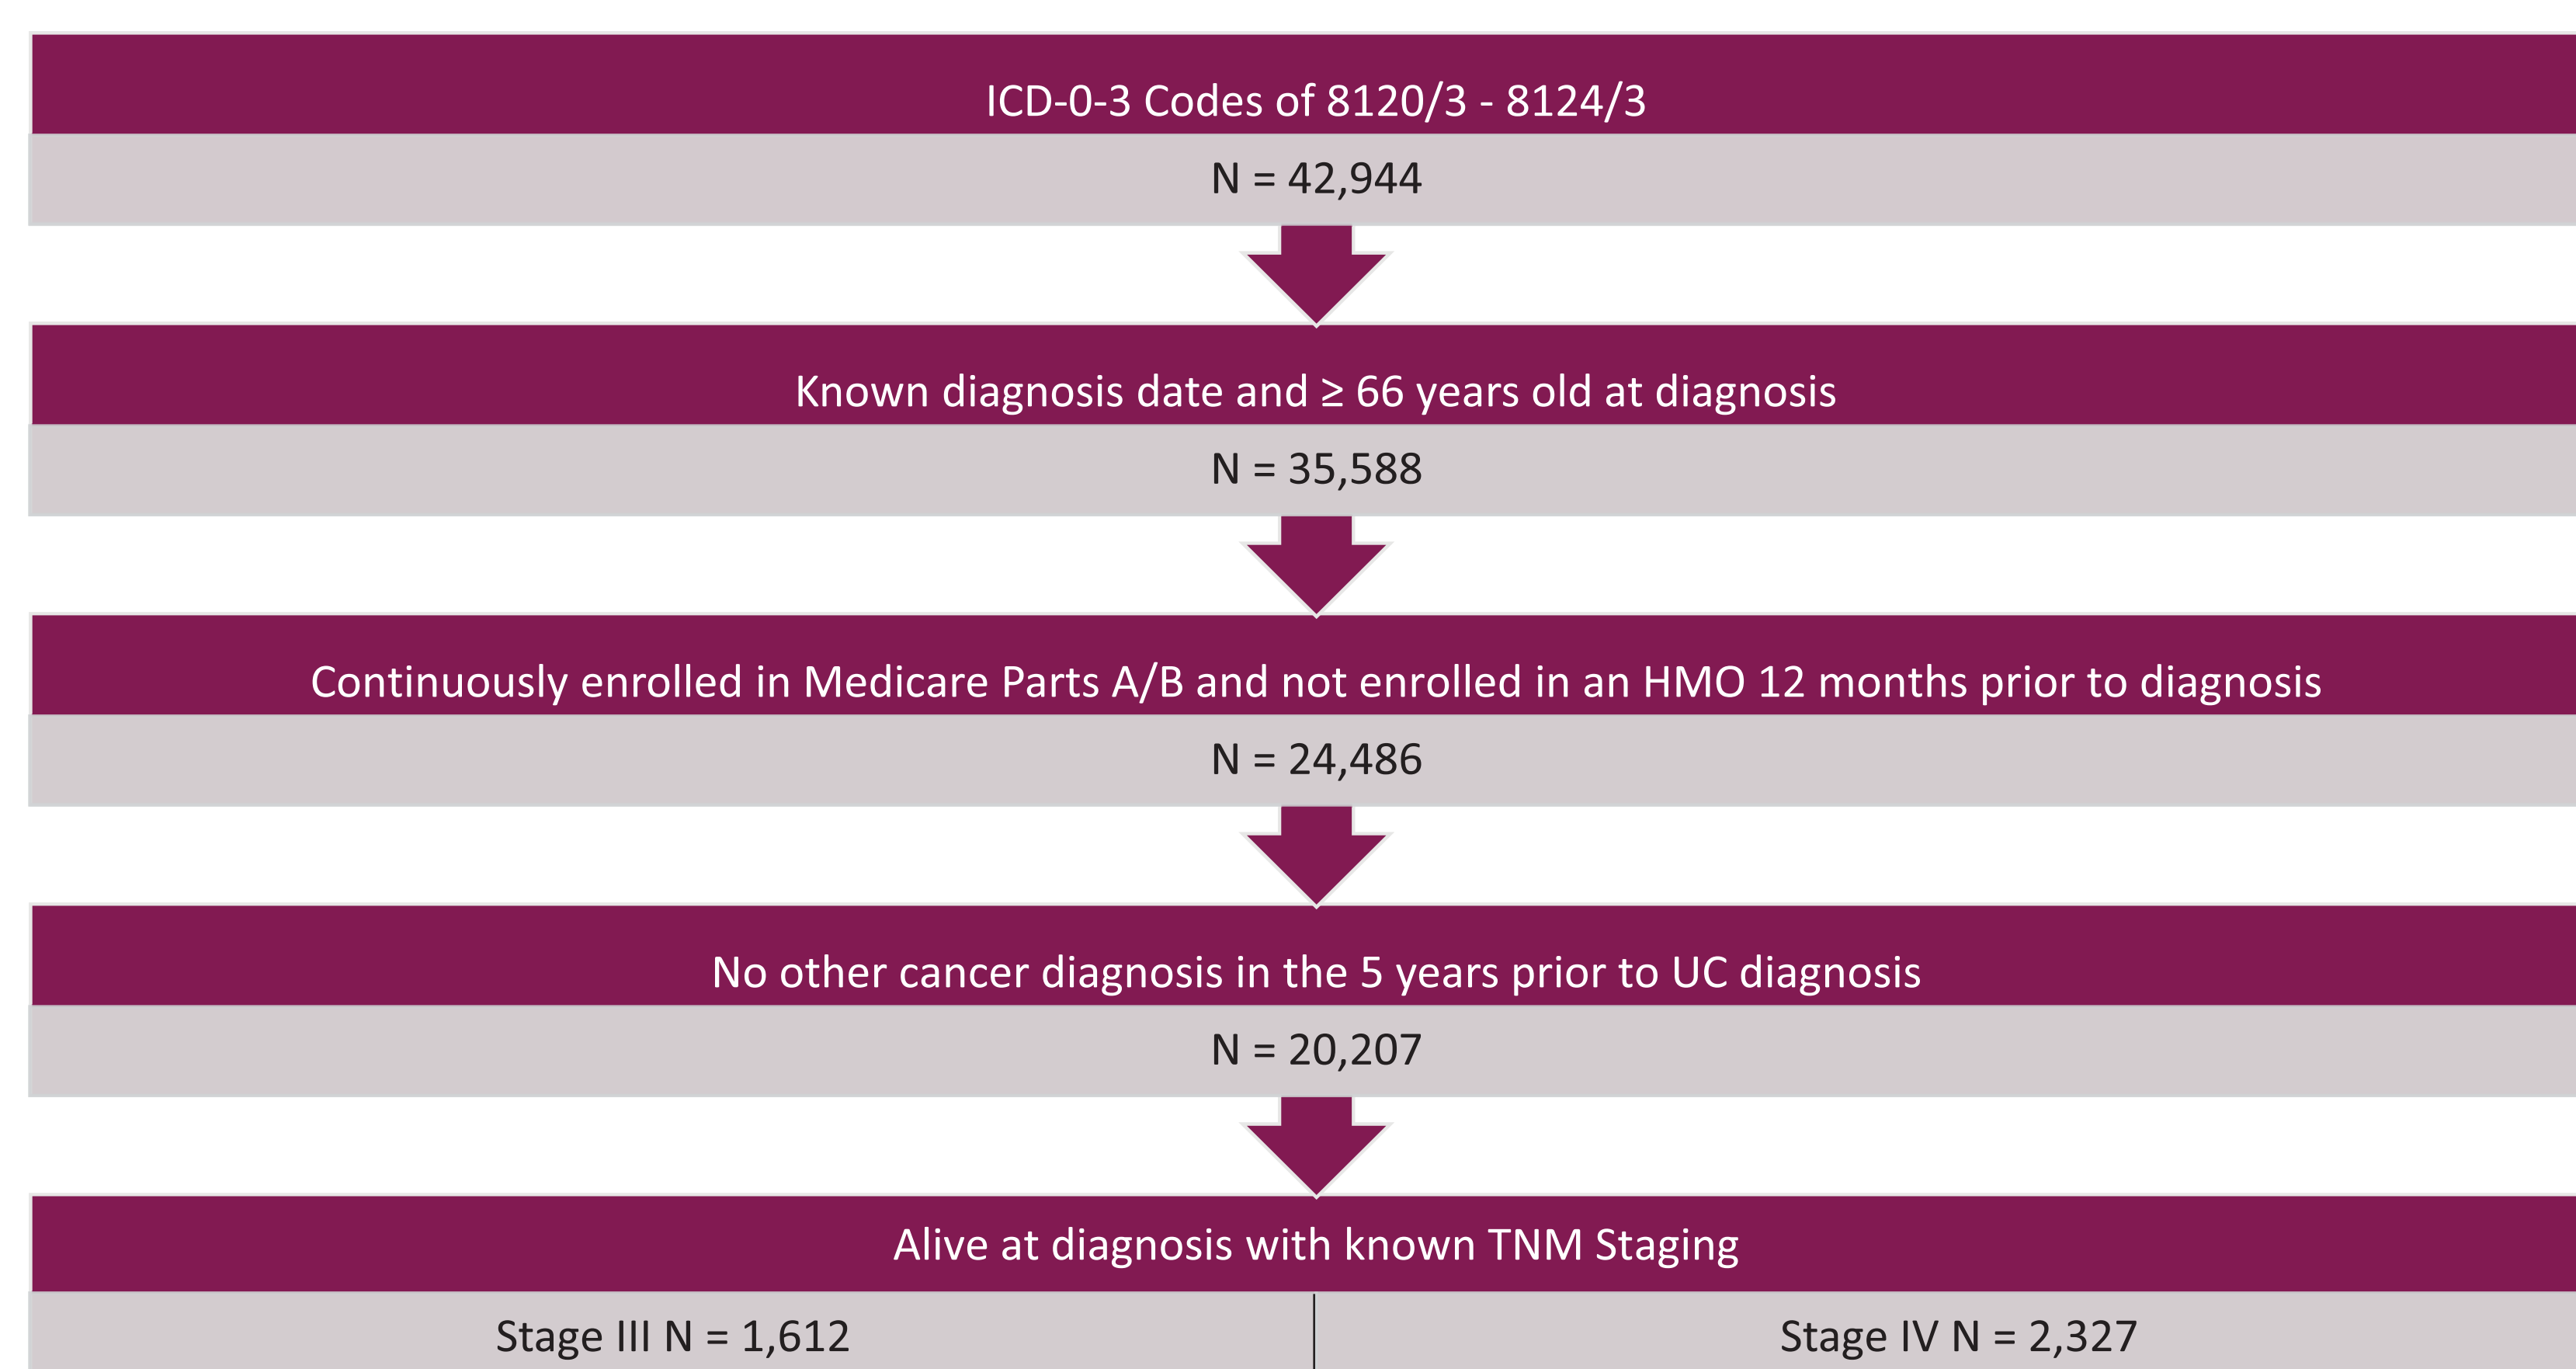 ICD-0-3 Codes of 8120/3 - 8124/3
N = 42,944
Known diagnosis date and ≥ 66 years old at diagnosis
N = 35,588
Continuously enrolled in Medicare Parts A/B and not enrolled in an HMO 12 months prior to diagnosis
N = 24,486
No other cancer diagnosis in the 5 years prior to UC diagnosis
N = 20,207
Alive at diagnosis with known TNM Staging
Stage III N = 1,612
Stage IV N = 2,327